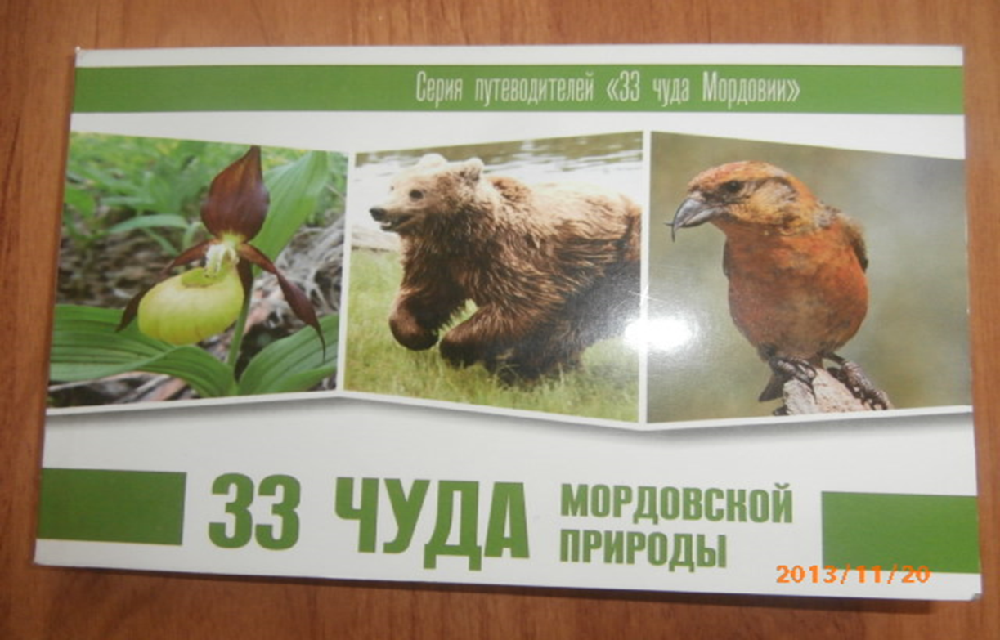 Серия путеводителей «33 чуда Мордовии»
33 ЧУДА
МОРДОВСКОЙ
ПРИРОДЫ
2013/11/20